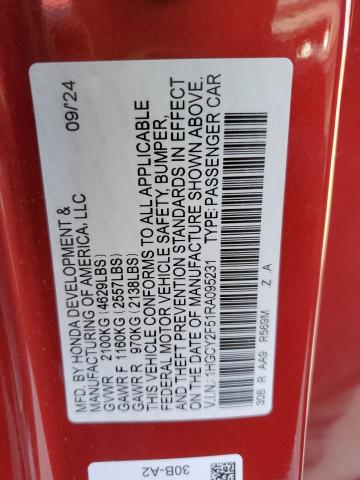 MFD. BY HONDA DEVELOPMENT & 09/'24
MANUFACTURING OF AMERICA, LLC
GVWR 2100KG (4629LBS)
GAWR F 1160KG (2557LBS)
GAWR R 970KG (2138LBS)
THIS VEHICLE CONFORMS TO ALL APPLICABLE
FEDERAL MOTOR VEHICLE SAFETY, BUMPER,
THEFT PREVENTION STANDARDS IN EFFECT
ON THE DATE OF MANUFACTURE SHOWN ABOVE.
V.I.N.: 1HGCY2F51RA095231 TYPE: PASSENGER CAR
30B R AA9 R569M Z A
30B-A2